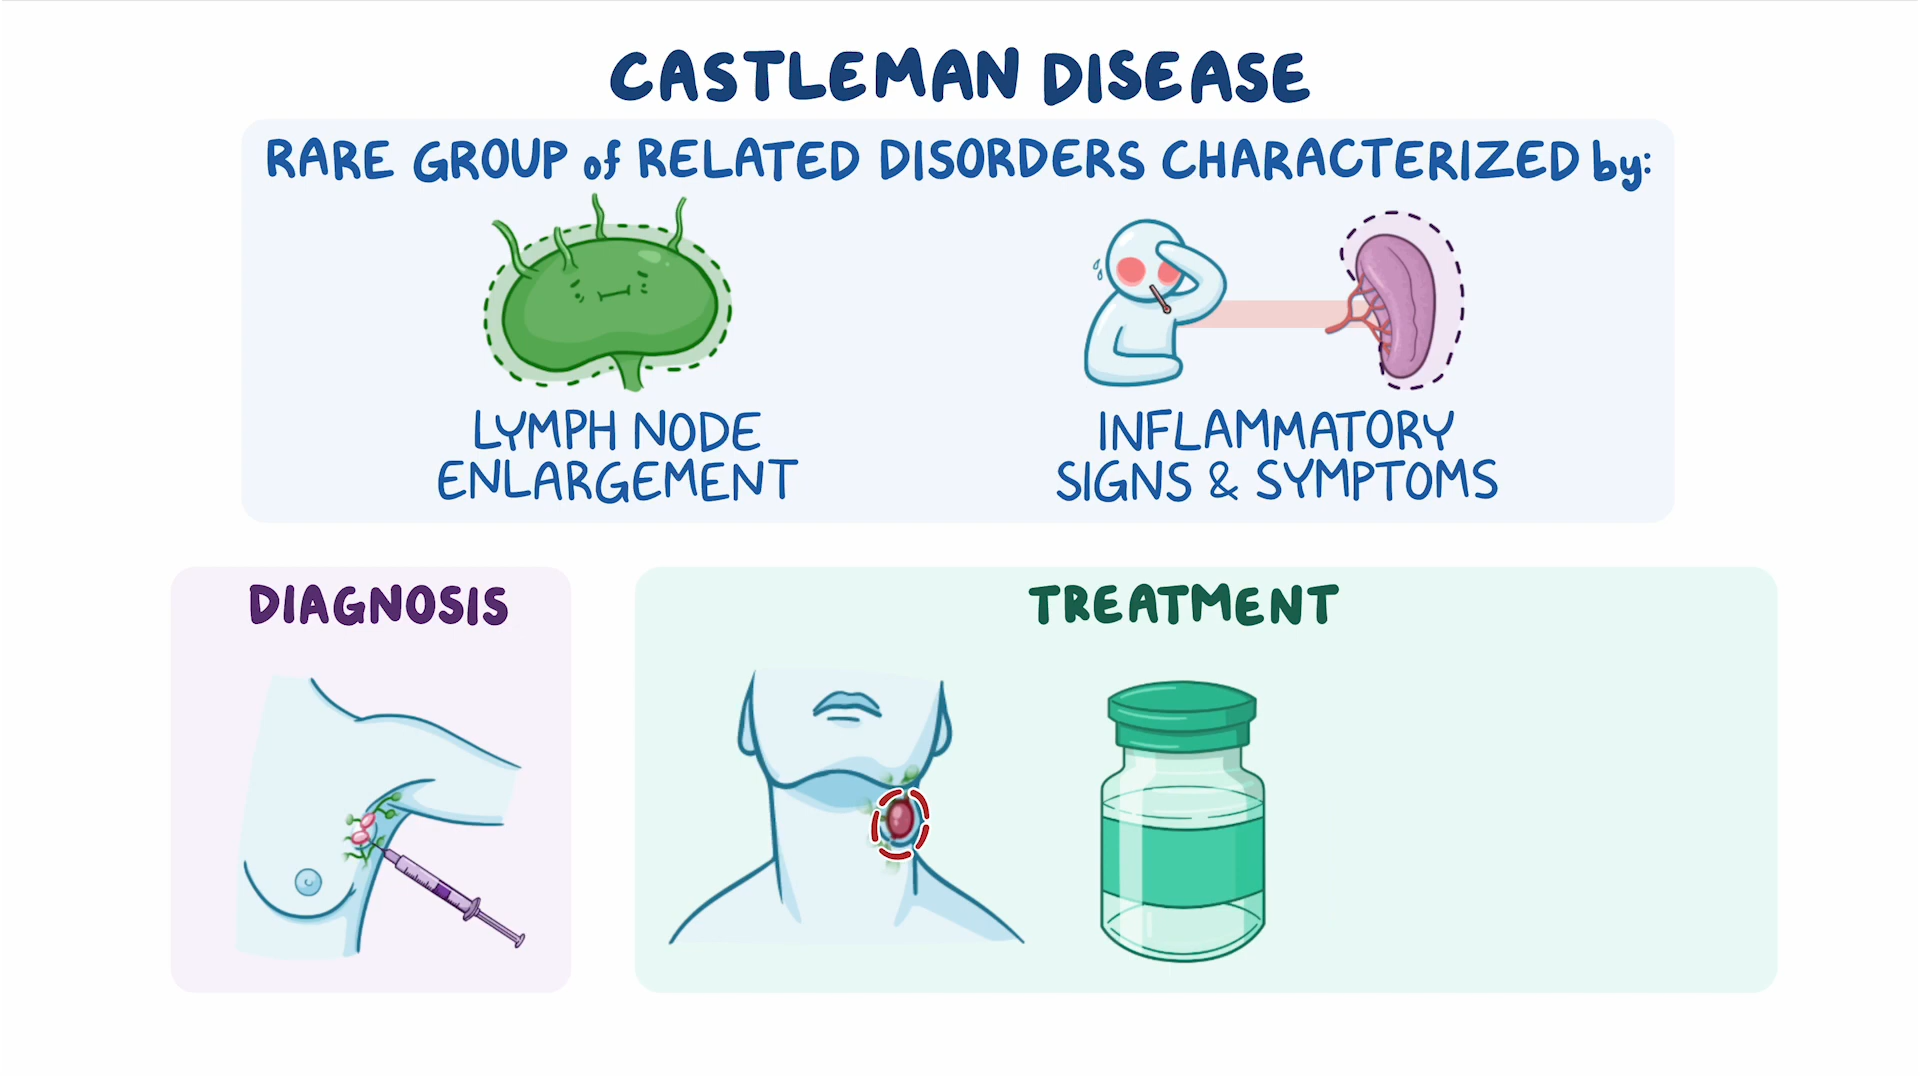 CASTLEMAN DISEASE
RARE GROUP of RELATED DISORDERS CHARACTERIZED by:
LYMPH NODE
ENLARGEMENT
INFLAMMATORY
SIGNS & SYMPTOMS
DIAGNOSIS
TREATMENT